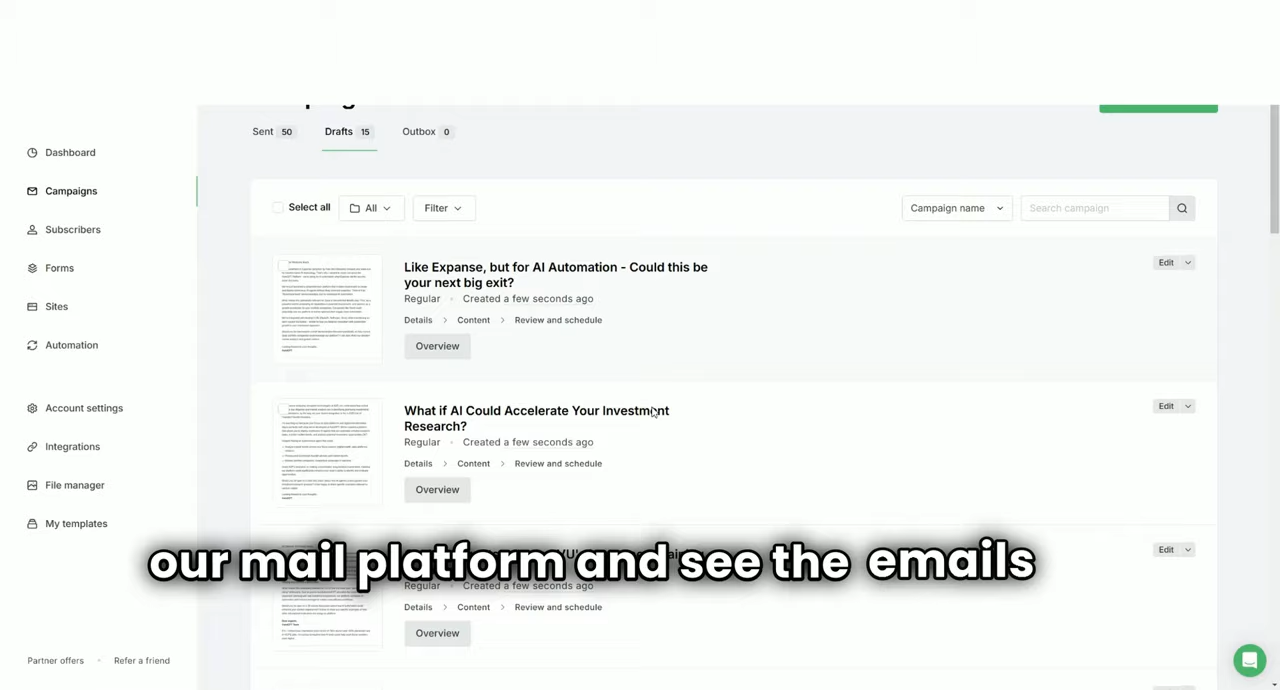 Sent 50 Drafts 15 Outbox 0
Dashboard
Campaigns
Subscribers
Forms
Sites
Automation
Account settings
Integrations
File manager
My templates
Partner offers • Refer a friend
Select all All Filter Campaign name Search campaign
Like Expanse, but for AI Automation - Could this be
your next big exit?
Edit
Regular • Created a few seconds ago
Details > Content > Review and schedule
Overview
What if AI Could Accelerate Your Investment
Research?
Edit
Regular • Created a few seconds ago
Details > Content > Review and schedule
Overview
Edit
our mail platform and see the emails
Regular • Created a few seconds ago
Details > Content > Review and schedule
Overview